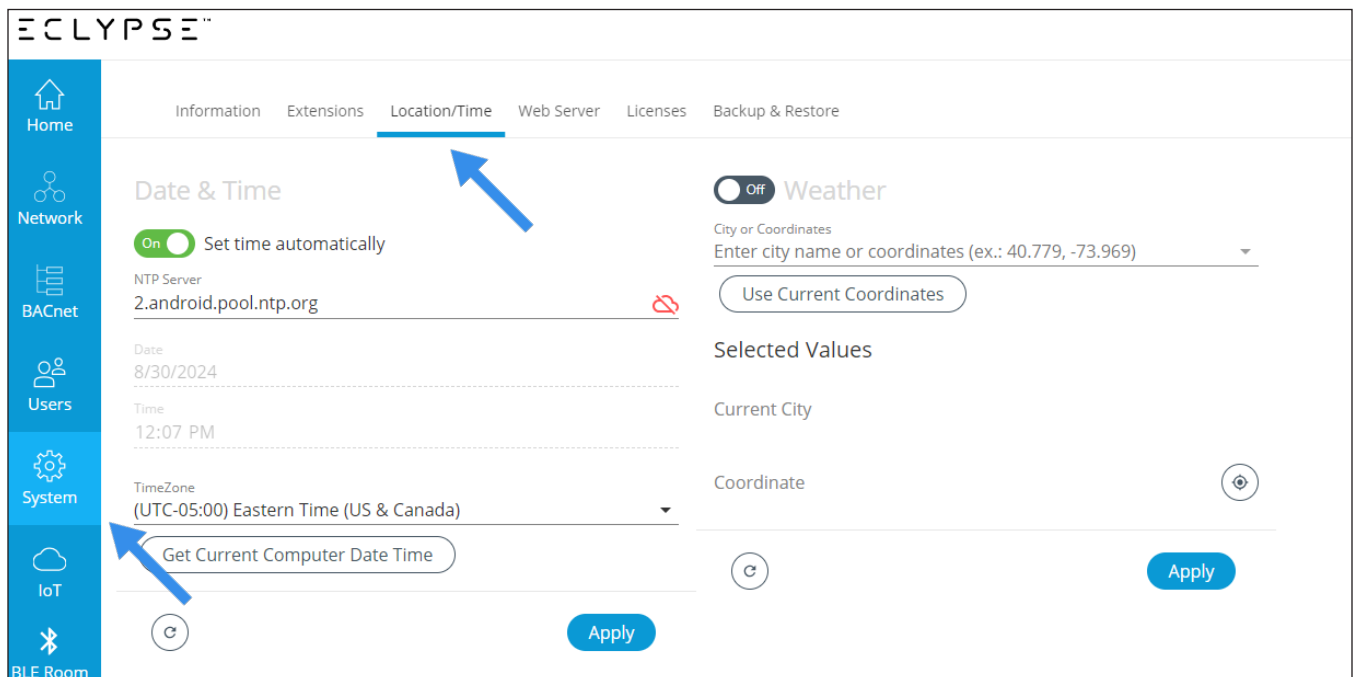 ECLYPSE™
Home
Network
BACnet
Users
System
IoT
BLE Room
Information Extensions Location/Time Web Server Licenses Backup & Restore
Date & Time
On Set time automatically
NTP Server
2.android.pool.ntp.org
Date
8/30/2024
Time
12:07 PM
TimeZone
(UTC-05:00) Eastern Time (US & Canada)
Get Current Computer Date Time
Apply
Off Weather
City or Coordinates
Enter city name or coordinates (ex.: 40.779, -73.969)
Use Current Coordinates
Selected Values
Current City
Coordinate
Apply